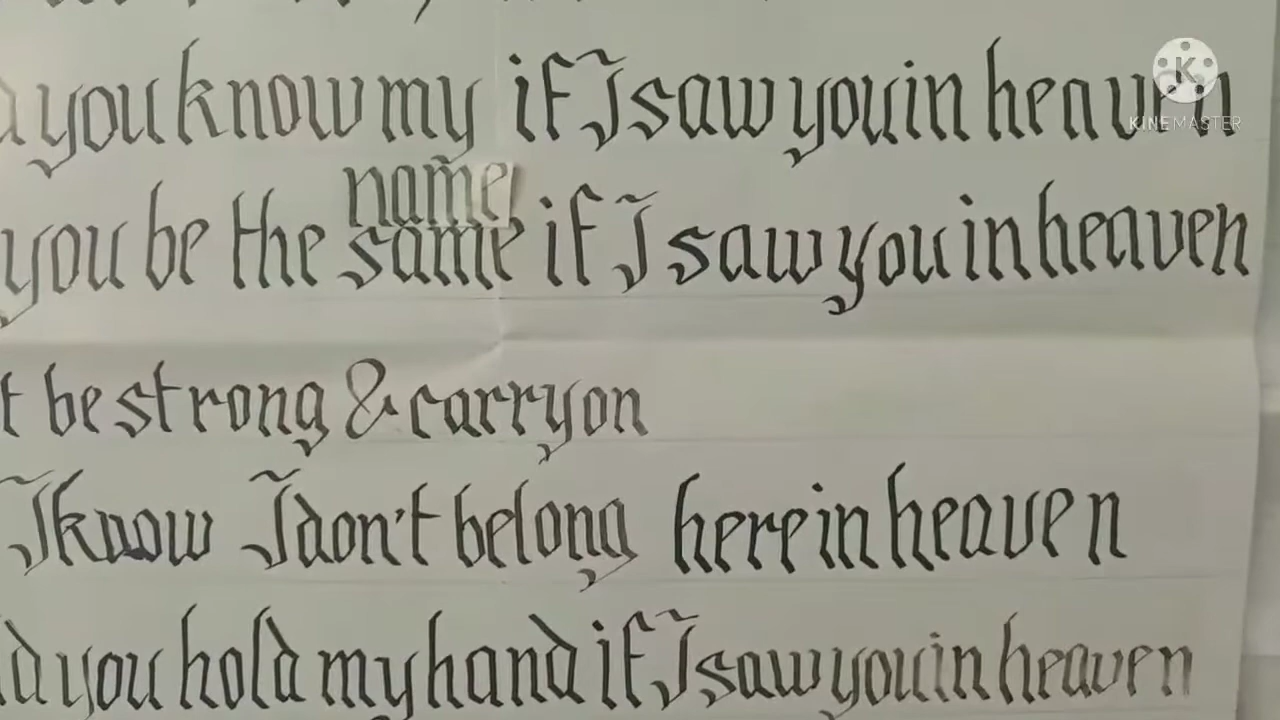 you know my if I saw you in heaven
name
you be the same if I saw you in heaven
t be strong & carry on
I know I don't belong here in heaven
d you hold my hand if I saw you in heaven
KINEMASTER